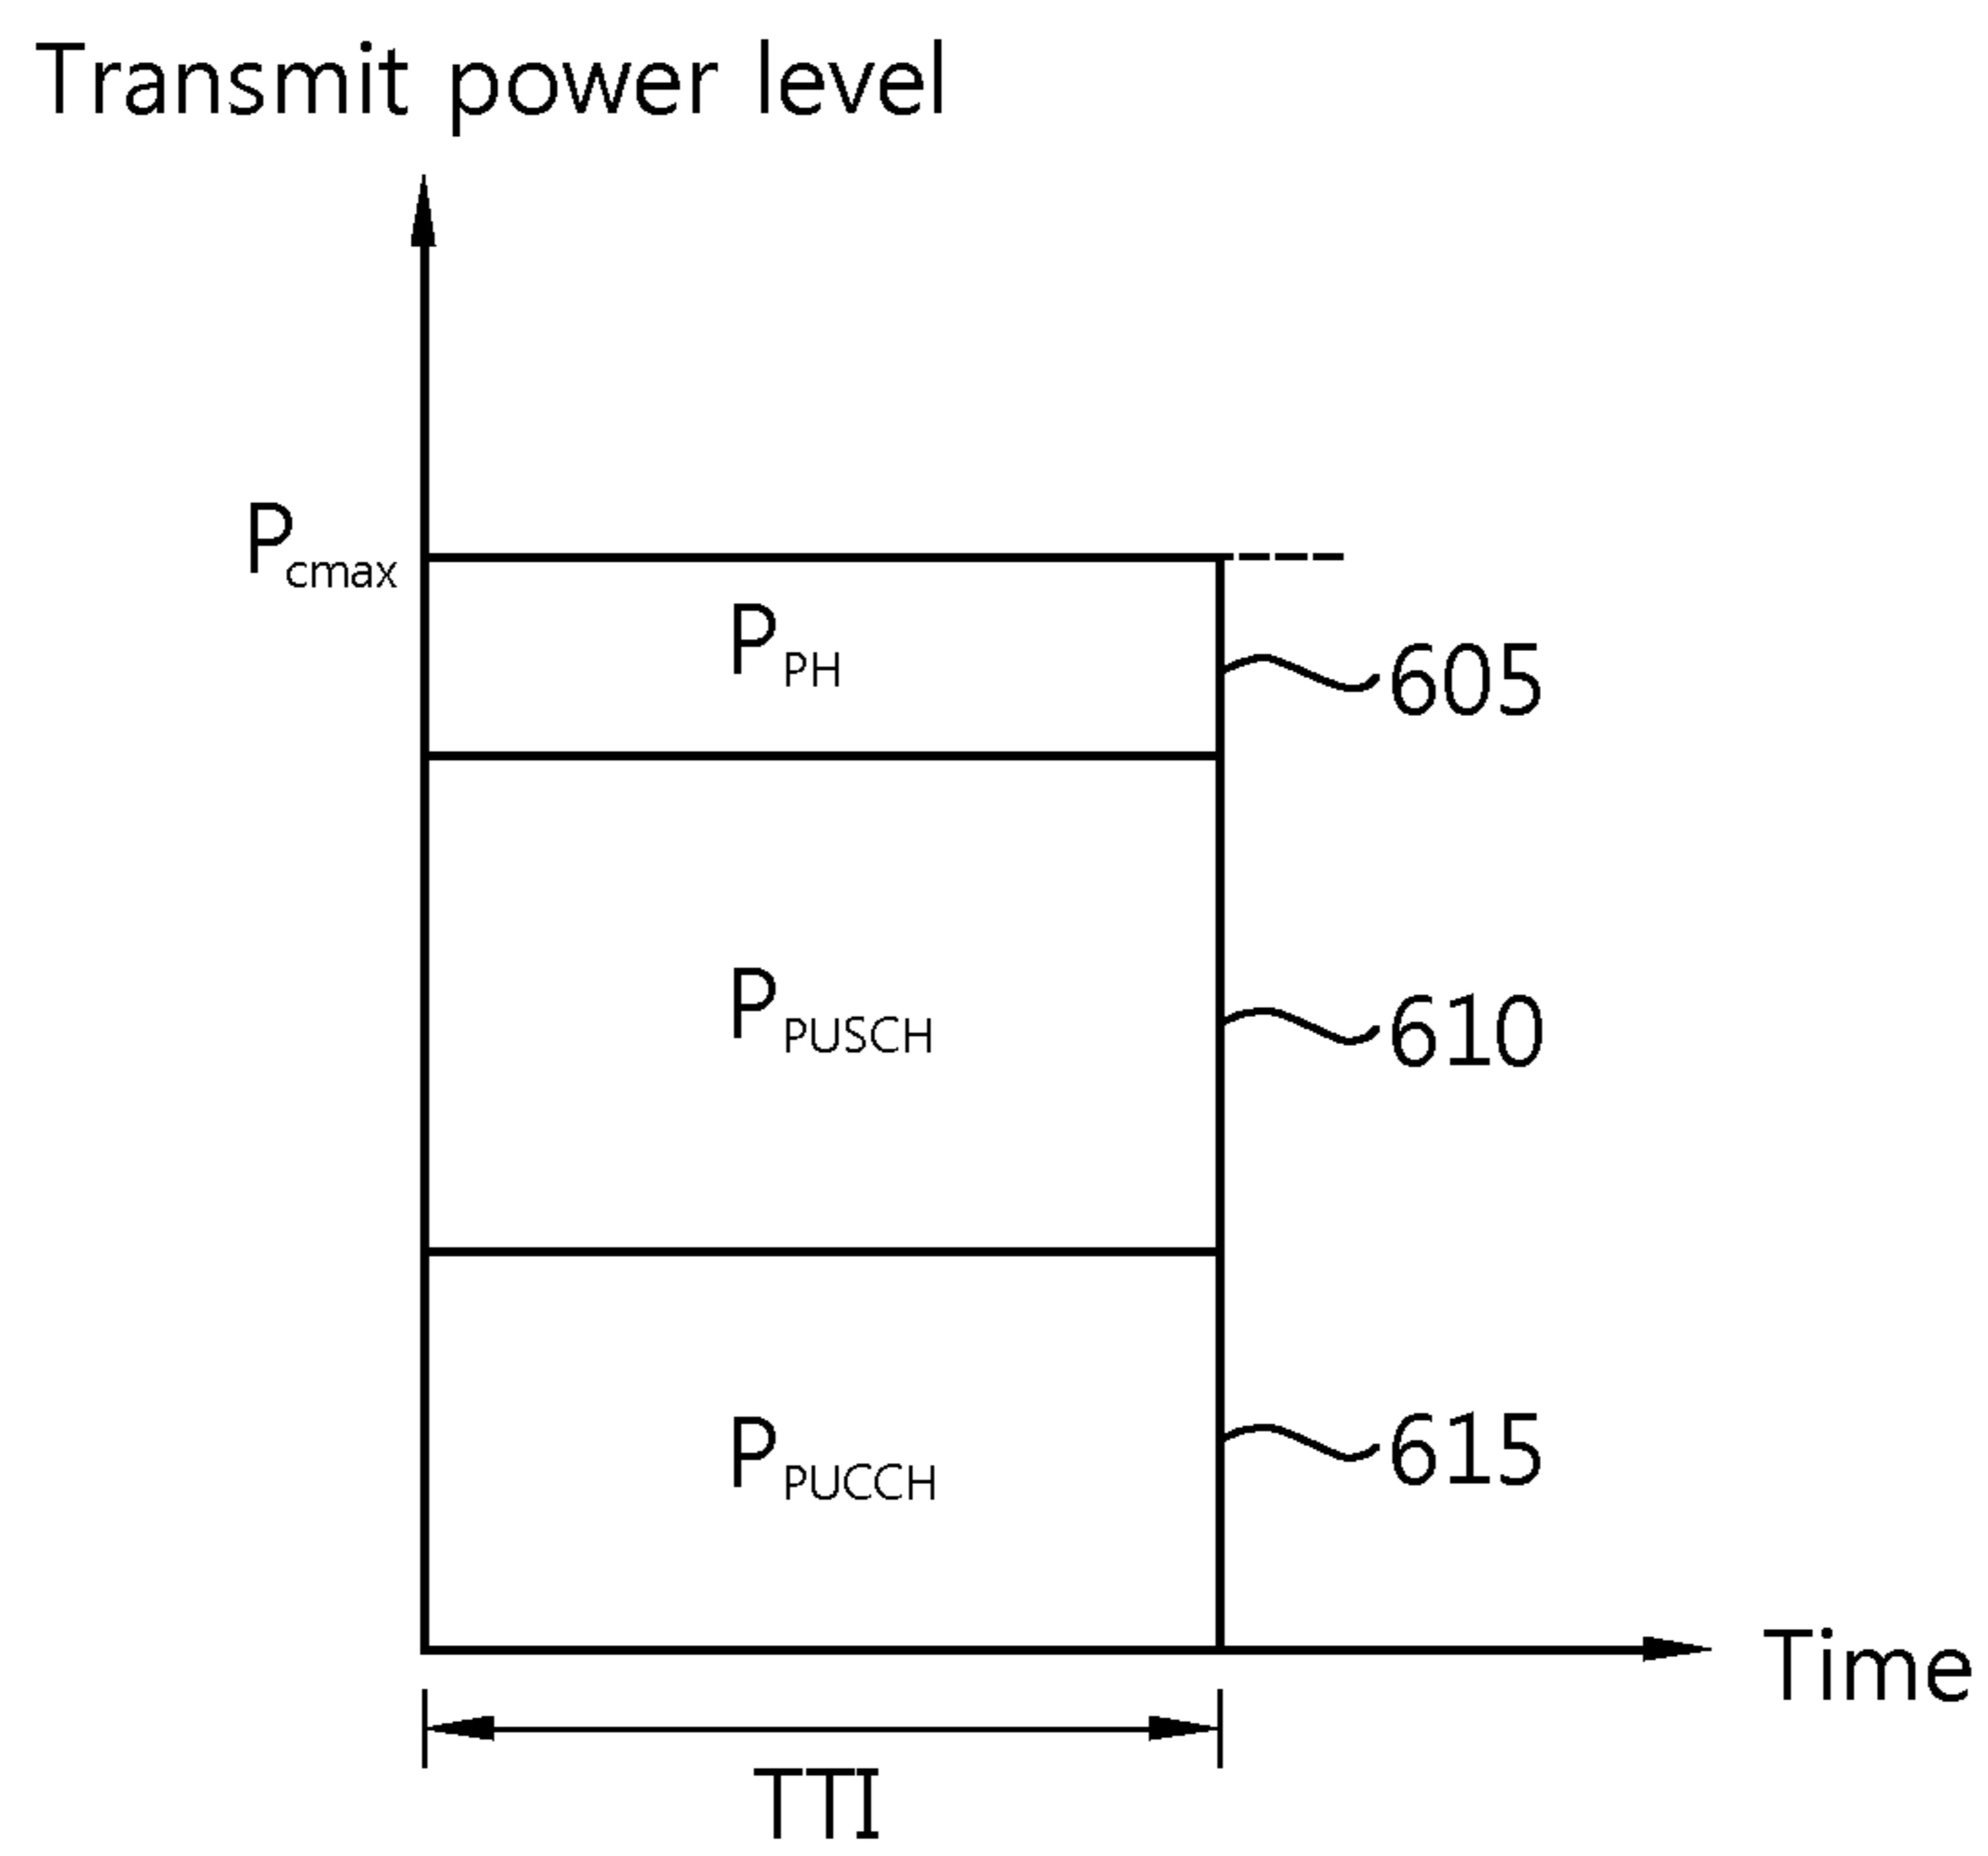 Transmit power level
Pcmax
PPH
605
PPUSCH
610
PPUCCH
615
Time
TTI